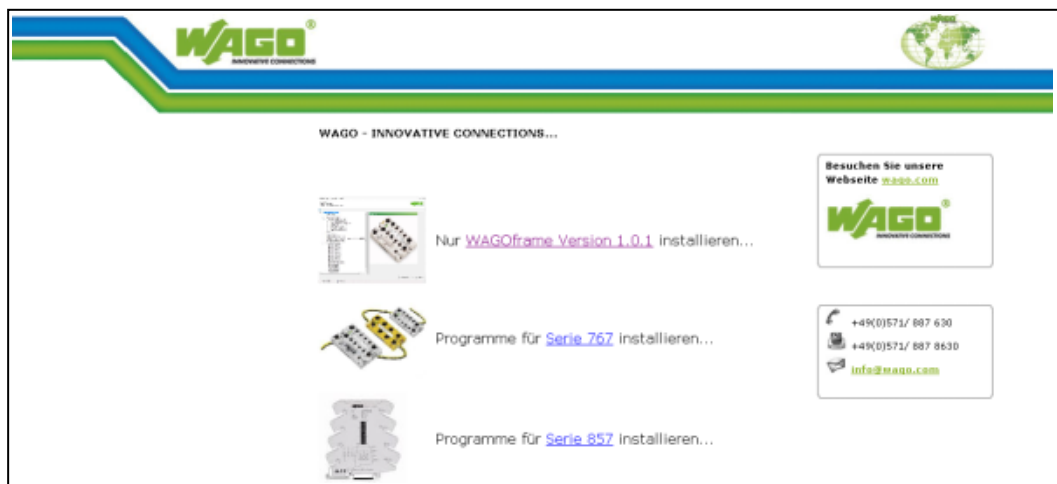 WAGO®
INNOVATIVE CONNECTIONS
WAGO
WAGO - INNOVATIVE CONNECTIONS...
Besuchen Sie unsere
Webseite wago.com
WAGO®
INNOVATIVE CONNECTIONS
Nur WAGOframe Version 1.0.1 installieren...
Programme für Serie 767 installieren...
+49(0)571/ 887 630
+49(0)571/ 887 8630
info@wago.com
Programme für Serie 857 installieren...